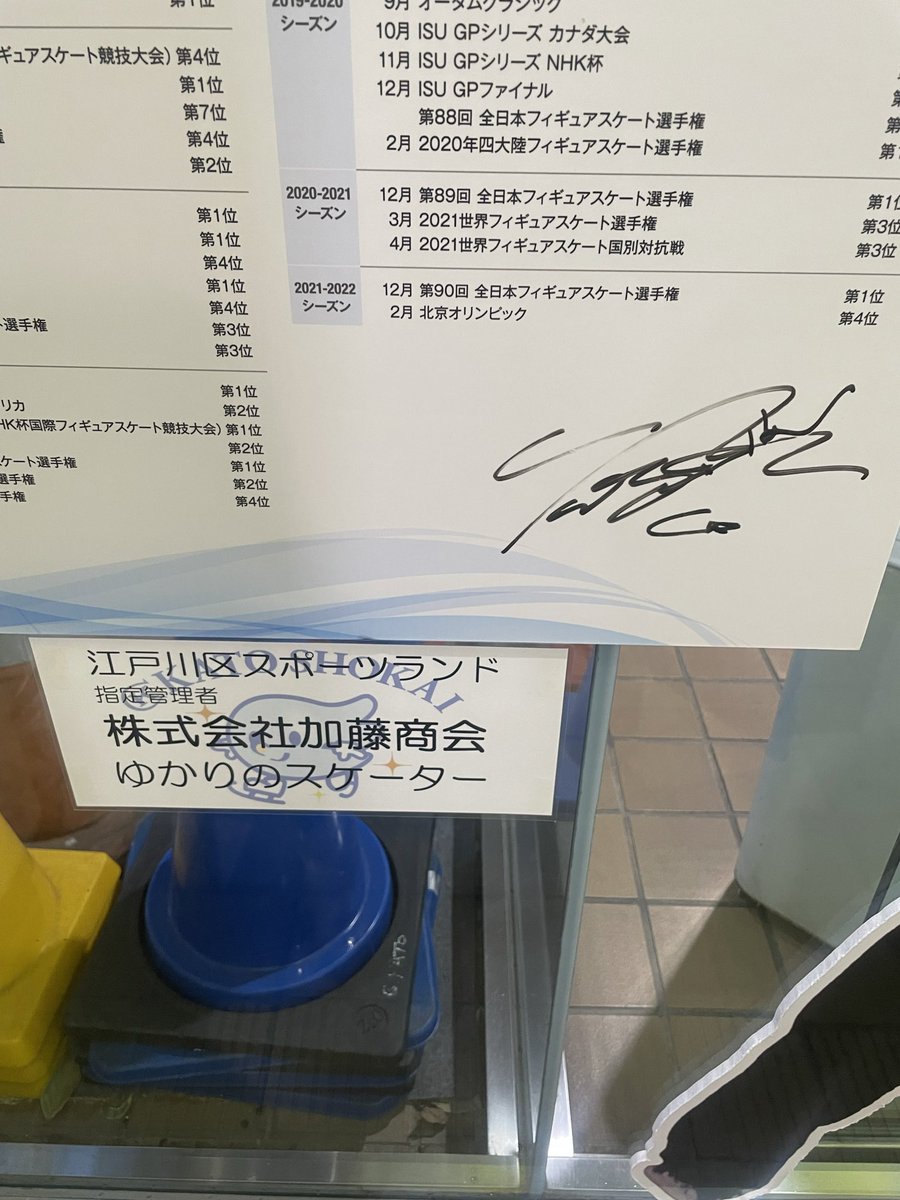 第1位
ギュアスケート競技大会) 第4位
第1位
第7位
権 第4位
第2位
第1位
第1位
第4位
第1位
第4位
ト選手権 第3位
第3位
第1位
リカ 第2位
HK杯国際フィギュアスケート競技大会) 第1位
第2位
スケート選手権 第1位
選手権 第2位
手権 第4位
2019-2020
シーズン
9月 オータムクラシック
10月 ISU GPシリーズ カナダ大会
11月 ISU GPシリーズ NHK杯
12月 ISU GPファイナル
第88回 全日本フィギュアスケート選手権
2月 2020年四大陸フィギュアスケート選手権 第1
2020-2021
シーズン
12月 第89回 全日本フィギュアスケート選手権 第1位
3月 2021世界フィギュアスケート選手権 第3位
4月 2021世界フィギュアスケート国別対抗戦 第3位
2021-2022
シーズン
12月 第90回 全日本フィギュアスケート選手権 第1位
2月 北京オリンピック 第4位
江戸川区スポーツランド
KATO SHOKAI
指定管理者
株式会社加藤商会
ゆかりのスケーター